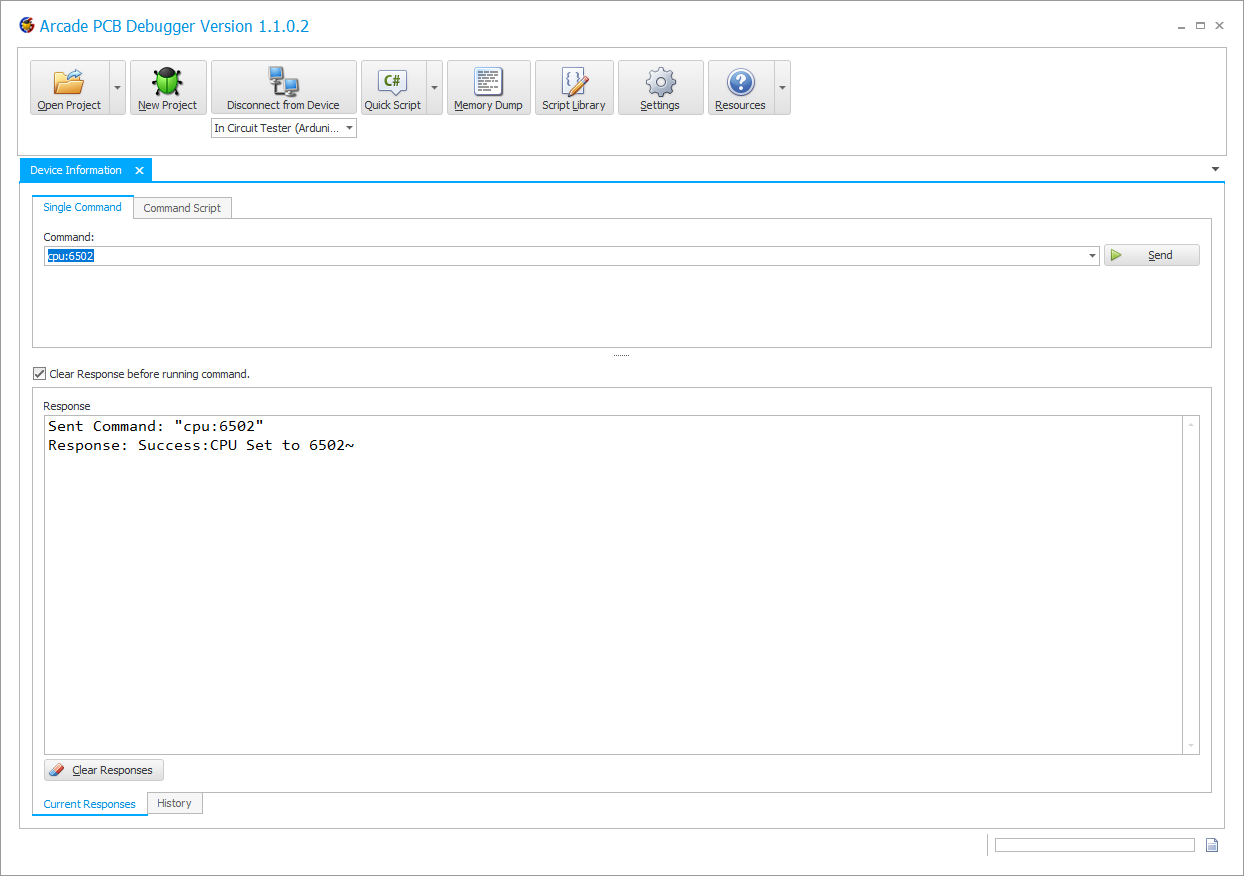 Arcade PCB Debugger Version 1.1.0.2
Open Project
New Project
Disconnect from Device
C#
Quick Script
Memory Dump
Script Library
Settings
Resources
In Circuit Tester (Arduni...
Device Information
Single Command
Command Script
Command:
cpu:6502
Send
Clear Response before running command.
Response
Sent Command: "cpu:6502"
Response: Success:CPU Set to 6502~
Clear Responses
Current Responses
History